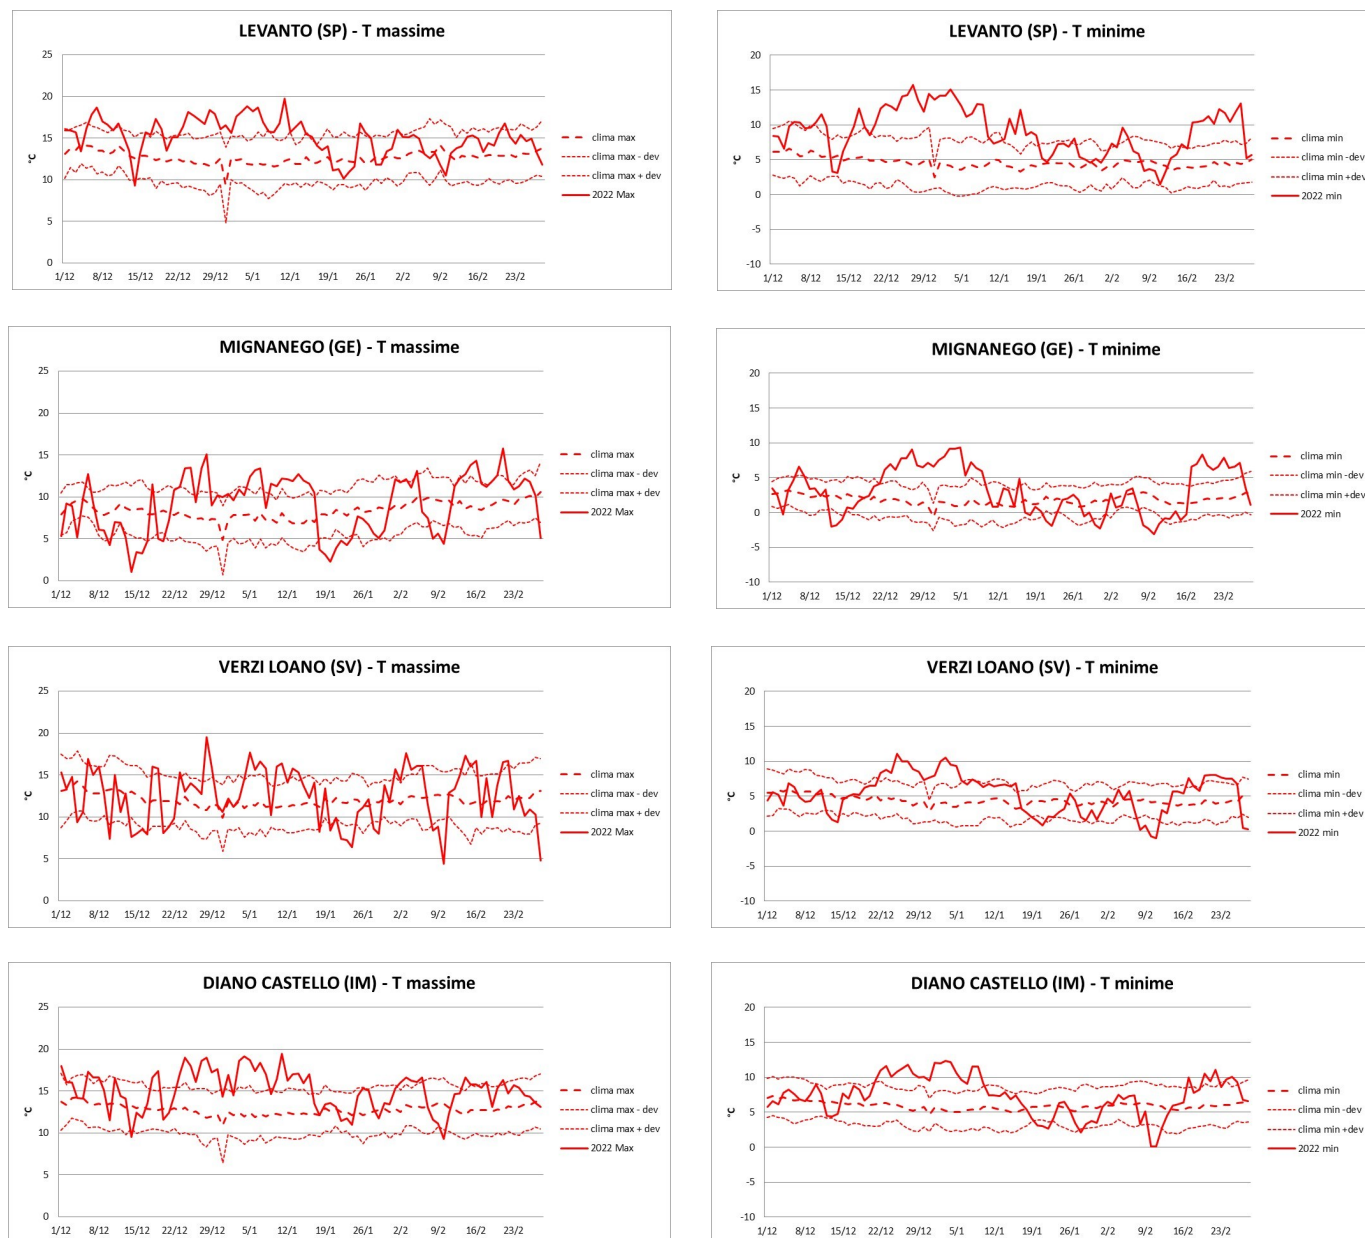 LEVANTO (SP) - T massime
25
20
15
10
5
0
°C
1/12 8/12 15/12 22/12 29/12 5/1 12/1 19/1 26/1 2/2 9/2 16/2 23/2
clima max
clima max - dev
clima max + dev
2022 Max
LEVANTO (SP) - T minime
20
15
10
5
0
-5
-10
°C
1/12 8/12 15/12 22/12 29/12 5/1 12/1 19/1 26/1 2/2 9/2 16/2 23/2
clima min
clima min -dev
clima min +dev
2022 min
MIGNANEGO (GE) - T massime
25
20
15
10
5
0
°C
1/12 8/12 15/12 22/12 29/12 5/1 12/1 19/1 26/1 2/2 9/2 16/2 23/2
clima max
clima max - dev
clima max + dev
2022 Max
MIGNANEGO (GE) - T minime
20
15
10
5
0
-5
-10
°C
1/12 8/12 15/12 22/12 29/12 5/1 12/1 19/1 26/1 2/2 9/2 16/2 23/2
clima min
clima min -dev
clima min +dev
2022 min
VERZI LOANO (SV) - T massime
25
20
15
10
5
0
°C
1/12 8/12 15/12 22/12 29/12 5/1 12/1 19/1 26/1 2/2 9/2 16/2 23/2
clima max
clima max - dev
clima max + dev
2022 Max
VERZI LOANO (SV) - T minime
20
15
10
5
0
-5
-10
°C
1/12 8/12 15/12 22/12 29/12 5/1 12/1 19/1 26/1 2/2 9/2 16/2 23/2
clima min
clima min -dev
clima min +dev
2022 min
DIANO CASTELLO (IM) - T massime
25
20
15
10
5
0
°C
1/12 8/12 15/12 22/12 29/12 5/1 12/1 19/1 26/1 2/2 9/2 16/2 23/2
clima max
clima max - dev
clima max + dev
2022 Max
DIANO CASTELLO (IM) - T minime
20
15
10
5
0
-5
-10
°C
1/12 8/12 15/12 22/12 29/12 5/1 12/1 19/1 26/1 2/2 9/2 16/2 23/2
clima min
clima min -dev
clima min +dev
2022 min